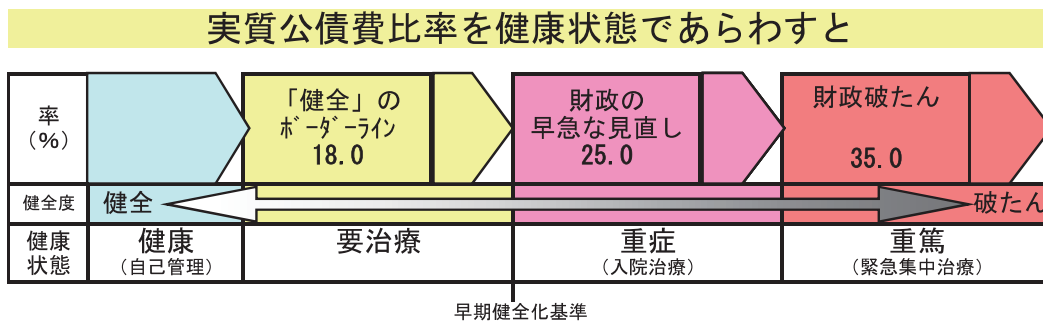 実質公債費比率を健康状態であらわすと
率
(%)
「健全」の
ﾎﾞｰﾀﾞｰライン
18.0
財政の
早急な見直し
25.0
財政破たん
35.0
健全度
健全
破たん
健康
状態
健康
(自己管理)
要治療
重症
(入院治療)
重篤
(緊急集中治療)
早期健全化基準